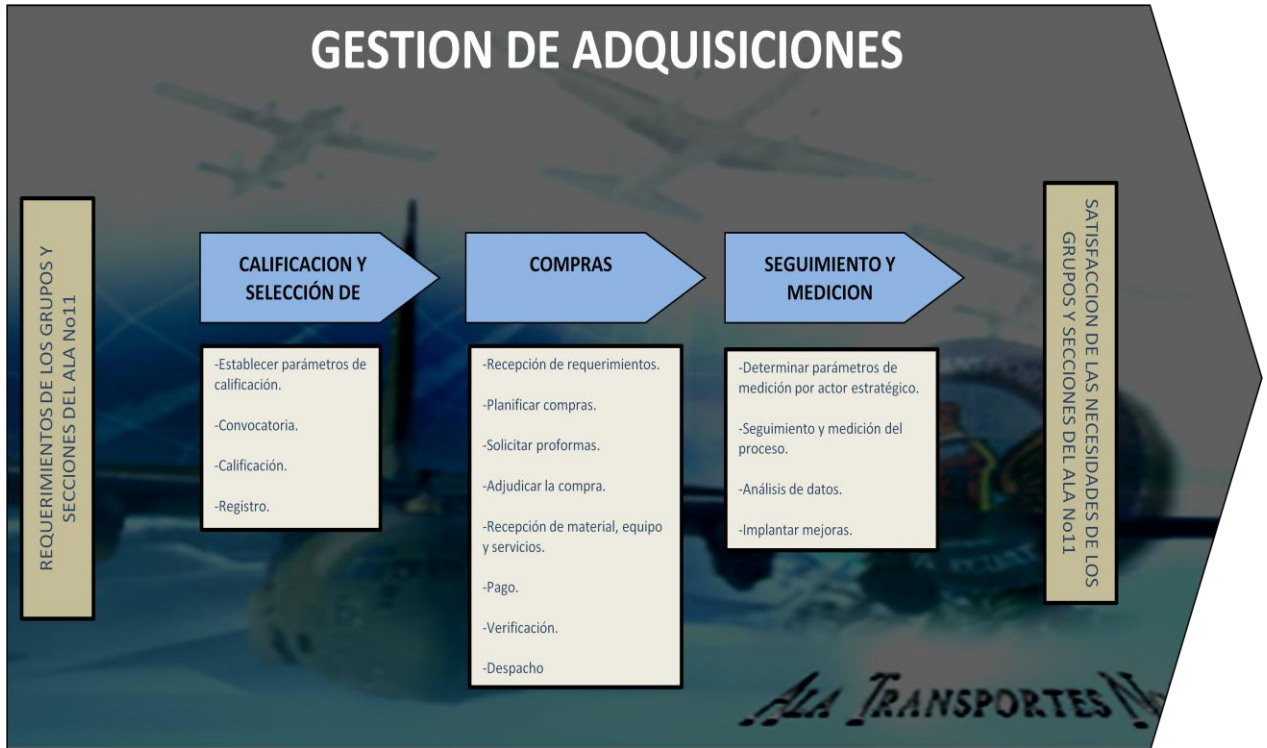 GESTION DE ADQUISICIONES
REQUERIMIENTOS DE LOS GRUPOS Y
SECCIONES DEL ALA No11
CALIFICACION Y
SELECCIÓN DE
-Establecer parámetros de
calificación.
-Convocatoria.
-Calificación.
-Registro.
COMPRAS
-Recepción de requerimientos.
-Planificar compras.
-Solicitar proformas.
-Adjudicar la compra.
-Recepción de material, equipo
y servicios.
-Pago.
-Verificación.
-Despacho
SEGUIMIENTO Y
MEDICION
-Determinar parámetros de
medición por actor estratégico.
-Seguimiento y medición del
proceso.
-Análisis de datos.
-Implantar mejoras.
SATISFACCION DE LAS NECESIDADES DE LOS
GRUPOS Y SECCIONES DEL ALA No11
ALA TRANSPORTES